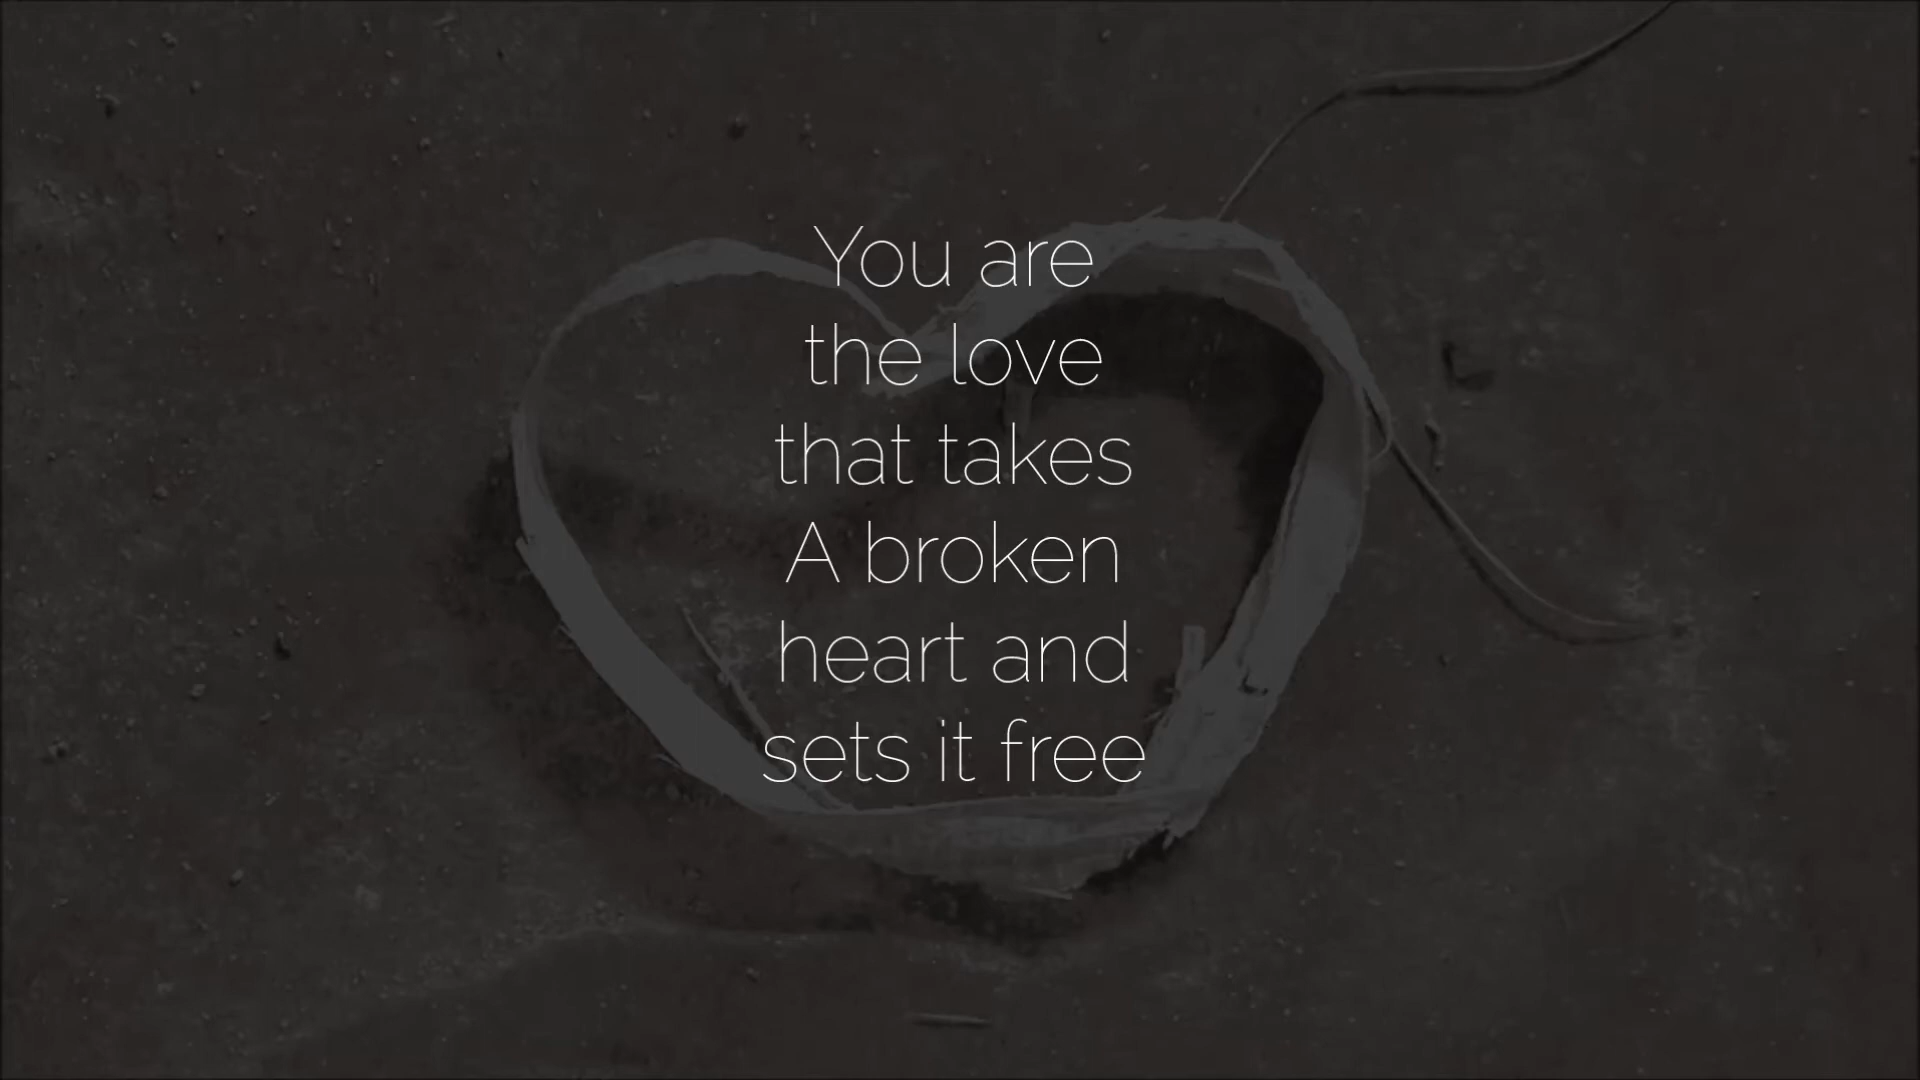 You are
the love
that takes
A broken
heart and
sets it free